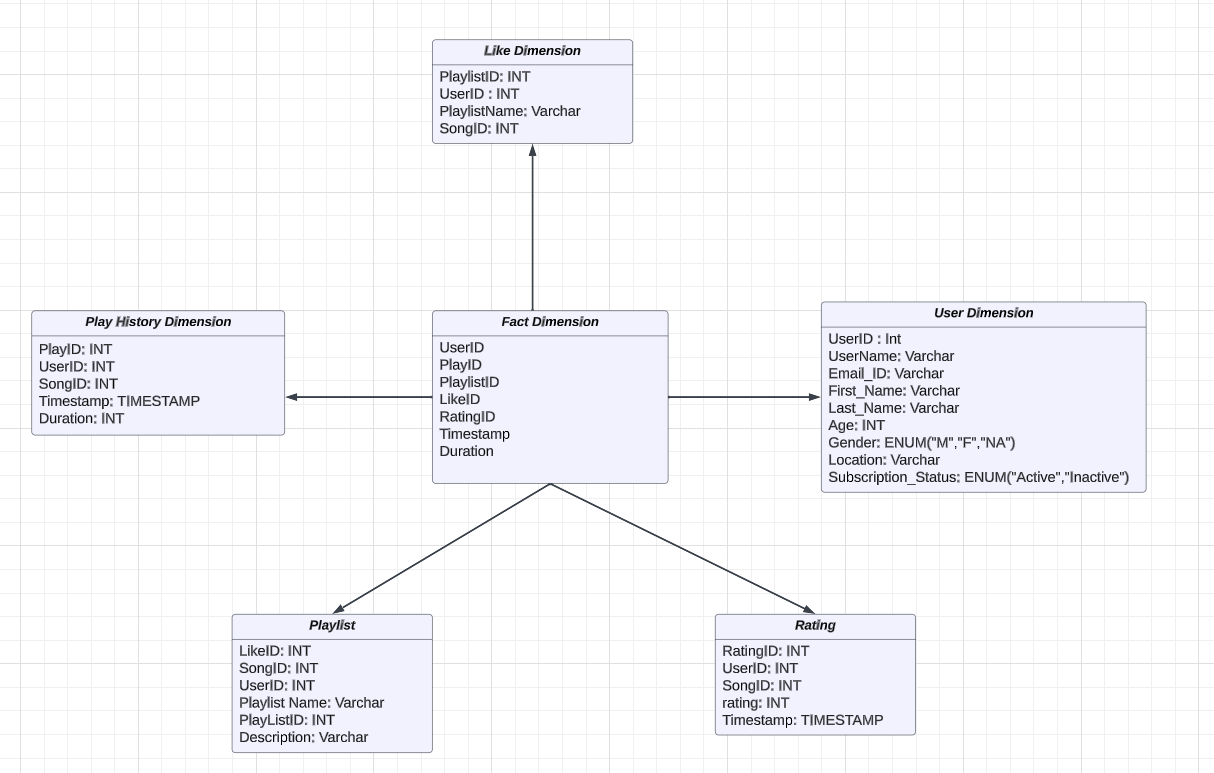 Like Dimension
PlaylistID: INT
UserID : INT
PlaylistName: Varchar
SongID: INT
Play History Dimension
PlayID: INT
UserID: INT
SongID: INT
Timestamp: TIMESTAMP
Duration: INT
Fact Dimension
UserID
PlayID
PlaylistID
LikeID
RatingID
Timestamp
Duration
User Dimension
UserID : Int
UserName: Varchar
Email_ID: Varchar
First_Name: Varchar
Last_Name: Varchar
Age: INT
Gender: ENUM("M","F","NA")
Location: Varchar
Subscription_Status: ENUM("Active","Inactive")
Playlist
LikeID: INT
SongID: INT
UserID: INT
Playlist Name: Varchar
PlayListID: INT
Description: Varchar
Rating
RatingID: INT
UserID: INT
SongID: INT
rating: INT
Timestamp: TIMESTAMP